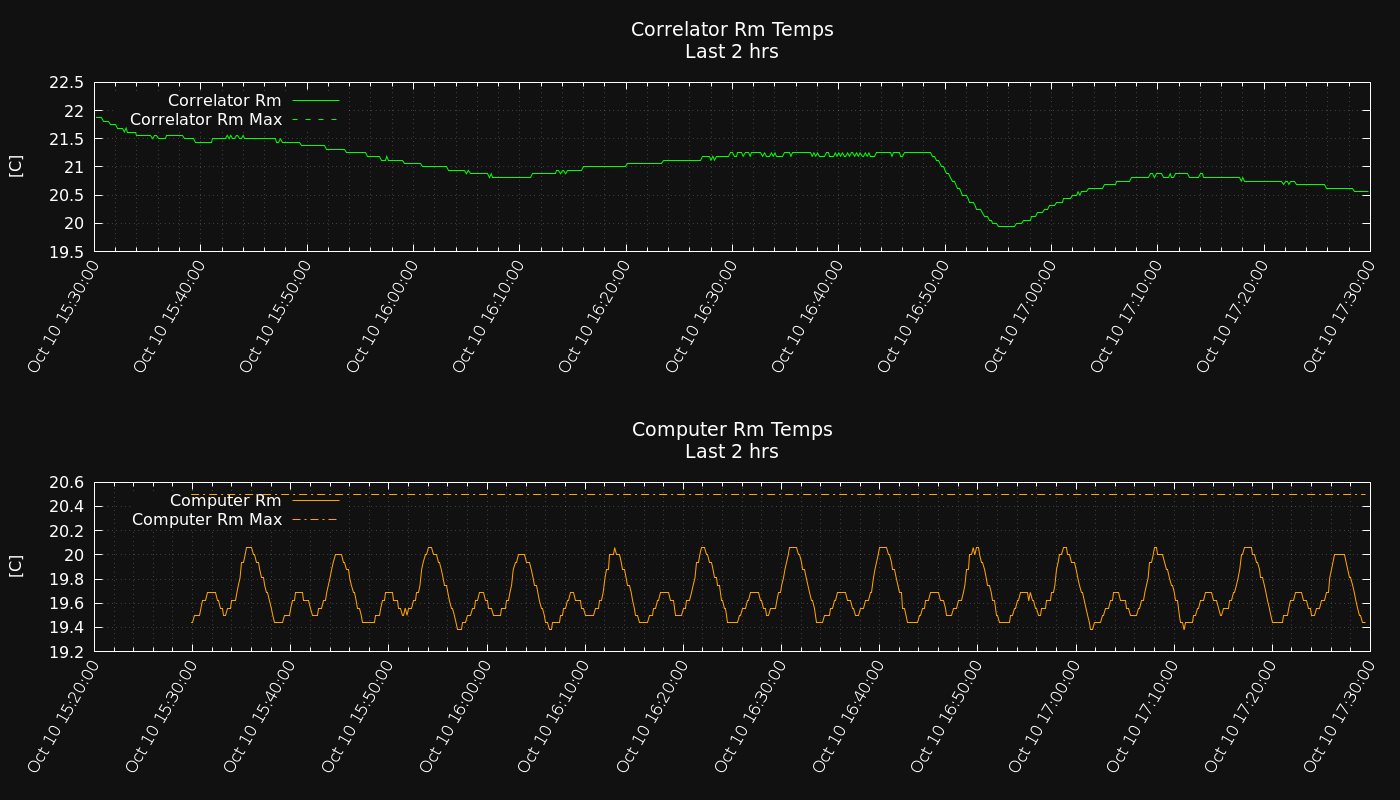 Correlator Rm Temps
Last 2 hrs
22.5
22
21.5
21
20.5
20
19.5
[C]
Correlator Rm
Correlator Rm Max
Oct 10 15:30:00
Oct 10 15:40:00
Oct 10 15:50:00
Oct 10 16:00:00
Oct 10 16:10:00
Oct 10 16:20:00
Oct 10 16:30:00
Oct 10 16:40:00
Oct 10 16:50:00
Oct 10 17:00:00
Oct 10 17:10:00
Oct 10 17:20:00
Oct 10 17:30:00
Computer Rm Temps
Last 2 hrs
20.6
20.4
20.2
20
19.8
19.6
19.4
19.2
[C]
Computer Rm
Computer Rm Max
Oct 10 15:20:00
Oct 10 15:30:00
Oct 10 15:40:00
Oct 10 15:50:00
Oct 10 16:00:00
Oct 10 16:10:00
Oct 10 16:20:00
Oct 10 16:30:00
Oct 10 16:40:00
Oct 10 16:50:00
Oct 10 17:00:00
Oct 10 17:10:00
Oct 10 17:20:00
Oct 10 17:30:00